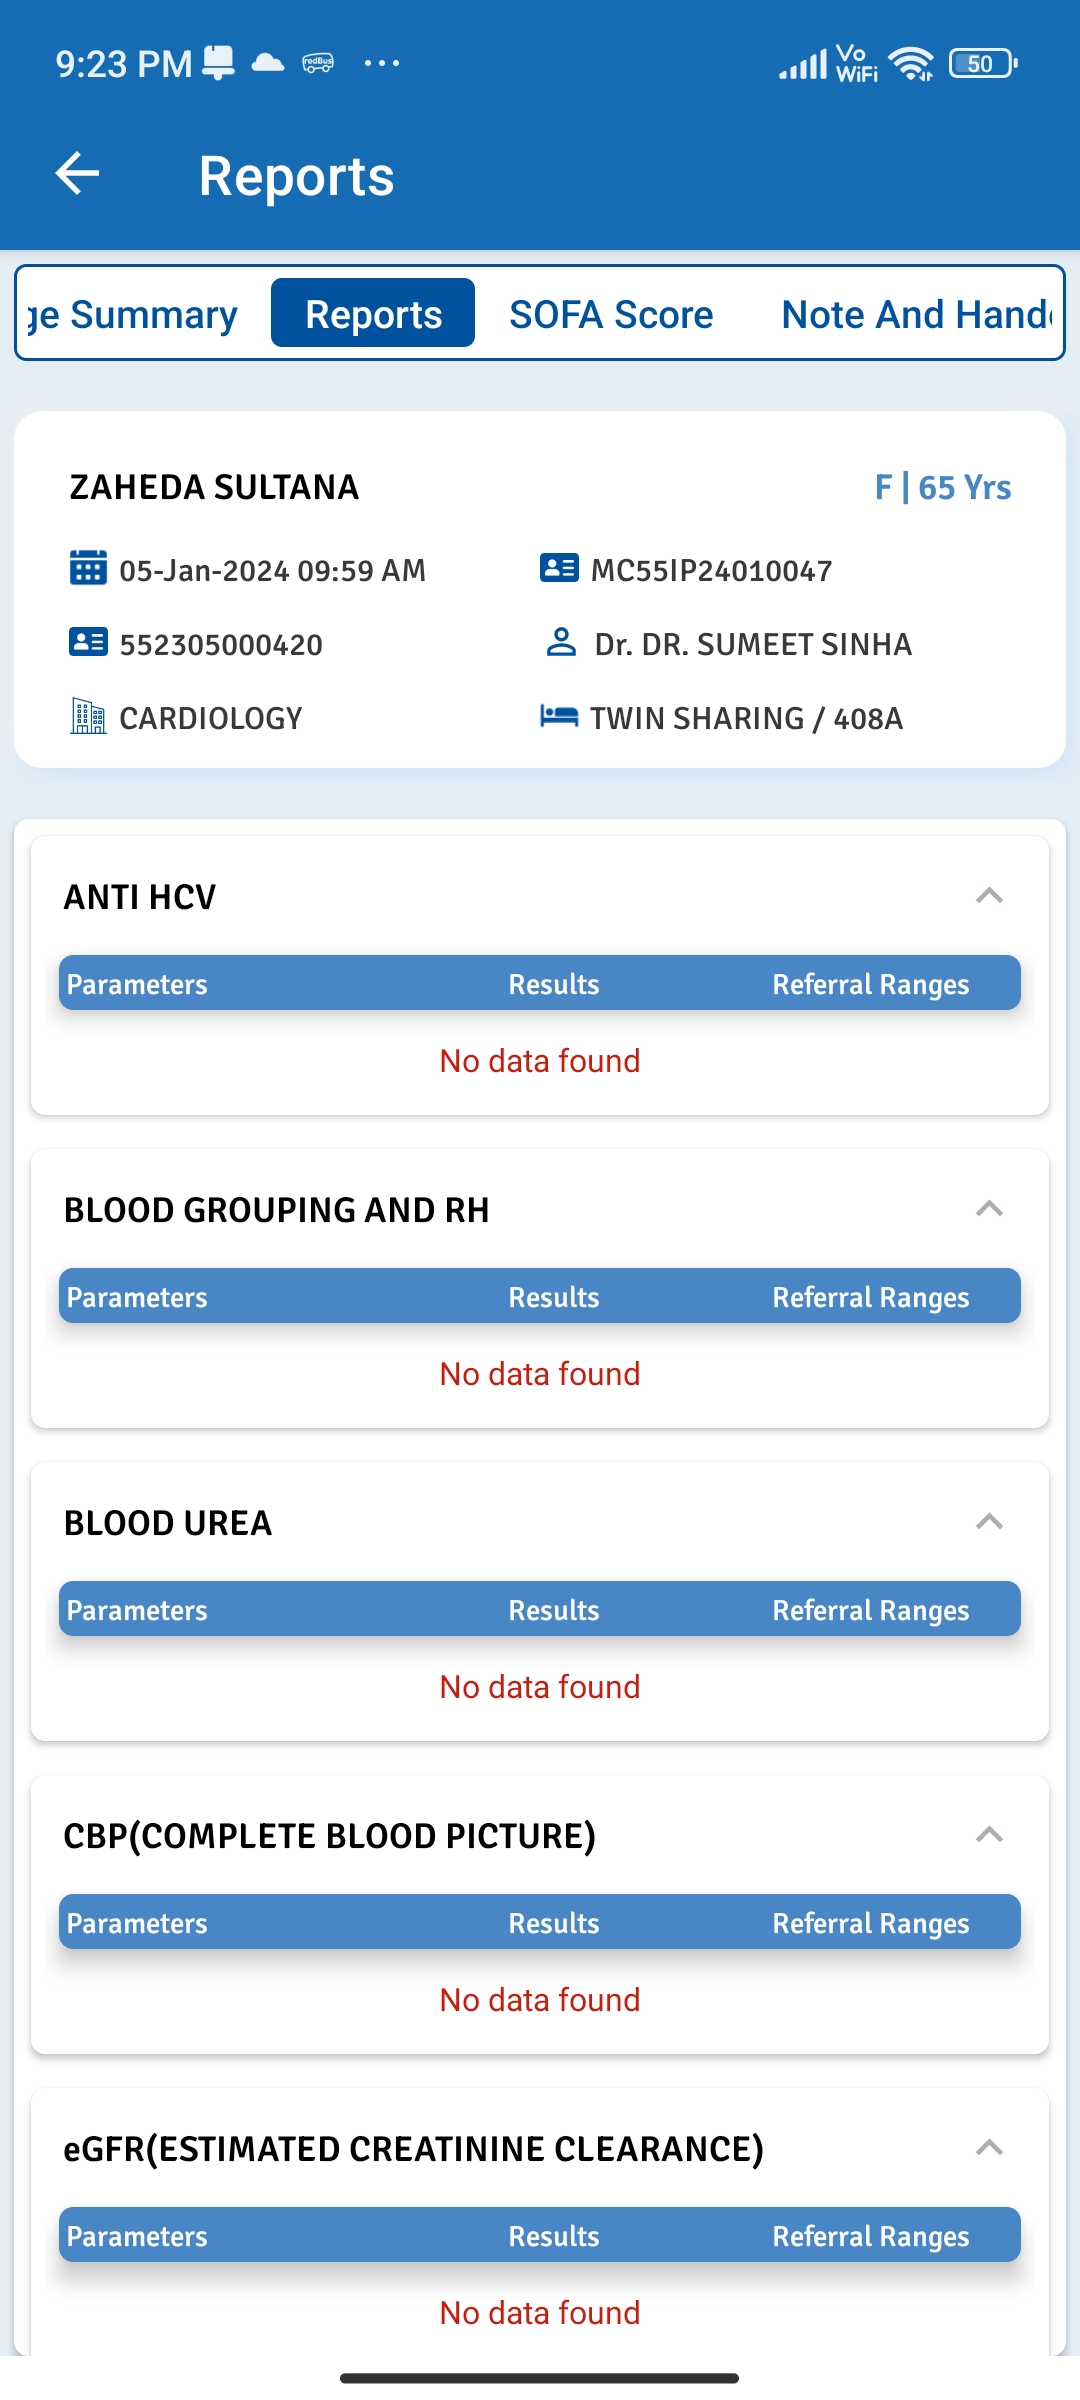 9:23 PM redBus ... Vo WiFi 50
Reports
ge Summary Reports SOFA Score Note And Hand
ZAHEDA SULTANA F | 65 Yrs
05-Jan-2024 09:59 AM MC55IP24010047
552305000420 Dr. DR. SUMEET SINHA
CARDIOLOGY TWIN SHARING / 408A
ANTI HCV
Parameters Results Referral Ranges
No data found
BLOOD GROUPING AND RH
Parameters Results Referral Ranges
No data found
BLOOD UREA
Parameters Results Referral Ranges
No data found
CBP(COMPLETE BLOOD PICTURE)
Parameters Results Referral Ranges
No data found
eGFR(ESTIMATED CREATININE CLEARANCE)
Parameters Results Referral Ranges
No data found